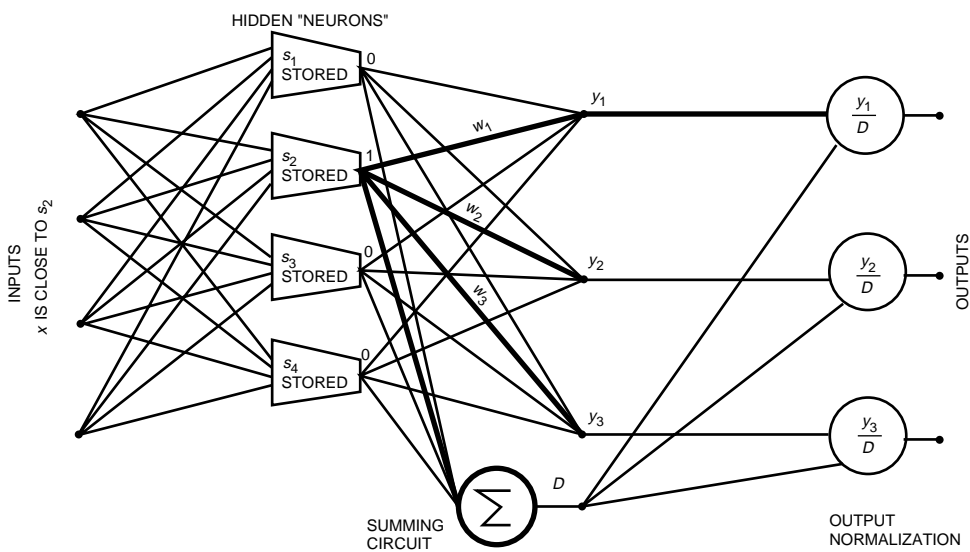 HIDDEN "NEURONS"
s1
STORED
0
s2
STORED
1
s3
STORED
0
s4
STORED
0
INPUTS
x IS CLOSE TO s2
w1
w2
w3
y1
y2
y3
D
Σ
SUMMING
CIRCUIT
y1
D
y2
D
y3
D
OUTPUTS
OUTPUT
NORMALIZATION